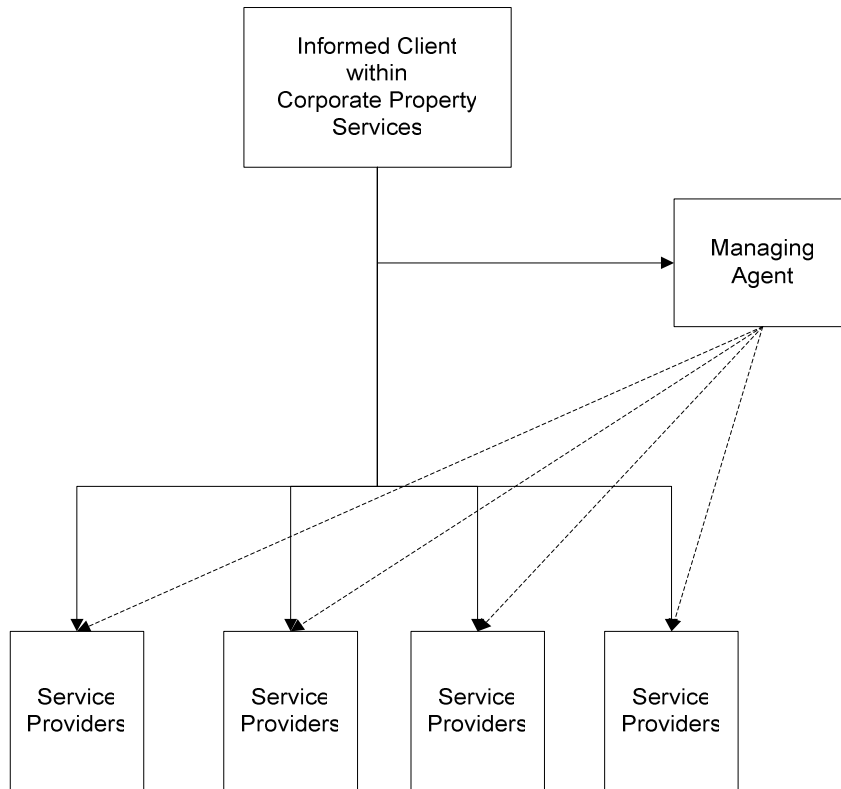 Informed Client
within
Corporate Property
Services
Managing
Agent
Service
Providers
Service
Providers
Service
Providers
Service
Providers